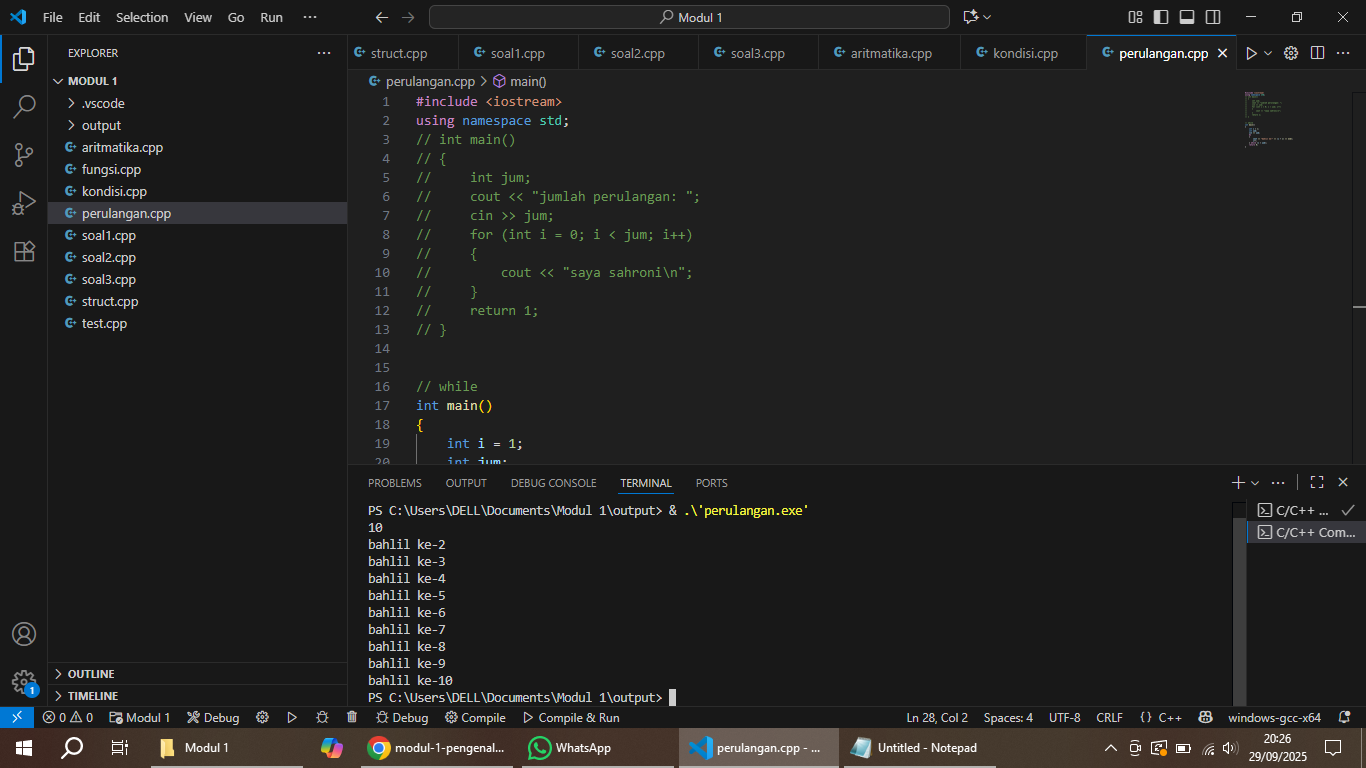 File Edit Selection View Go Run ··· Modul 1
EXPLORER ···
MODUL 1
.vscode
output
aritmatika.cpp
fungsi.cpp
kondisi.cpp
perulangan.cpp
soal1.cpp
soal2.cpp
soal3.cpp
struct.cpp
test.cpp
OUTLINE
TIMELINE
struct.cpp soal1.cpp soal2.cpp soal3.cpp aritmatika.cpp kondisi.cpp perulangan.cpp
perulangan.cpp > main()
1 #include <iostream>
2 using namespace std;
3 // int main()
4 // {
5 //     int jum;
6 //     cout << "jumlah perulangan: ";
7 //     cin >> jum;
8 //     for (int i = 0; i < jum; i++)
9 //     {
10 //         cout << "saya sahroni\n";
11 //     }
12 //     return 1;
13 // }
14
15
16 // while
17 int main()
18 {
19     int i = 1;
20     int jum;
PROBLEMS OUTPUT DEBUG CONSOLE TERMINAL PORTS
PS C:\Users\DELL\Documents\Modul 1\output> & .\'perulangan.exe'
10
bahlil ke-2
bahlil ke-3
bahlil ke-4
bahlil ke-5
bahlil ke-6
bahlil ke-7
bahlil ke-8
bahlil ke-9
bahlil ke-10
PS C:\Users\DELL\Documents\Modul 1\output>
C/C++ ...
C/C++ Com...
1
0 0 Modul 1 Debug Debug Compile Compile & Run Ln 28, Col 2 Spaces: 4 UTF-8 CRLF {} C++ windows-gcc-x64
Modul 1 modul-1-pengenal... WhatsApp perulangan.cpp - ... Untitled - Notepad
20:26
29/09/2025